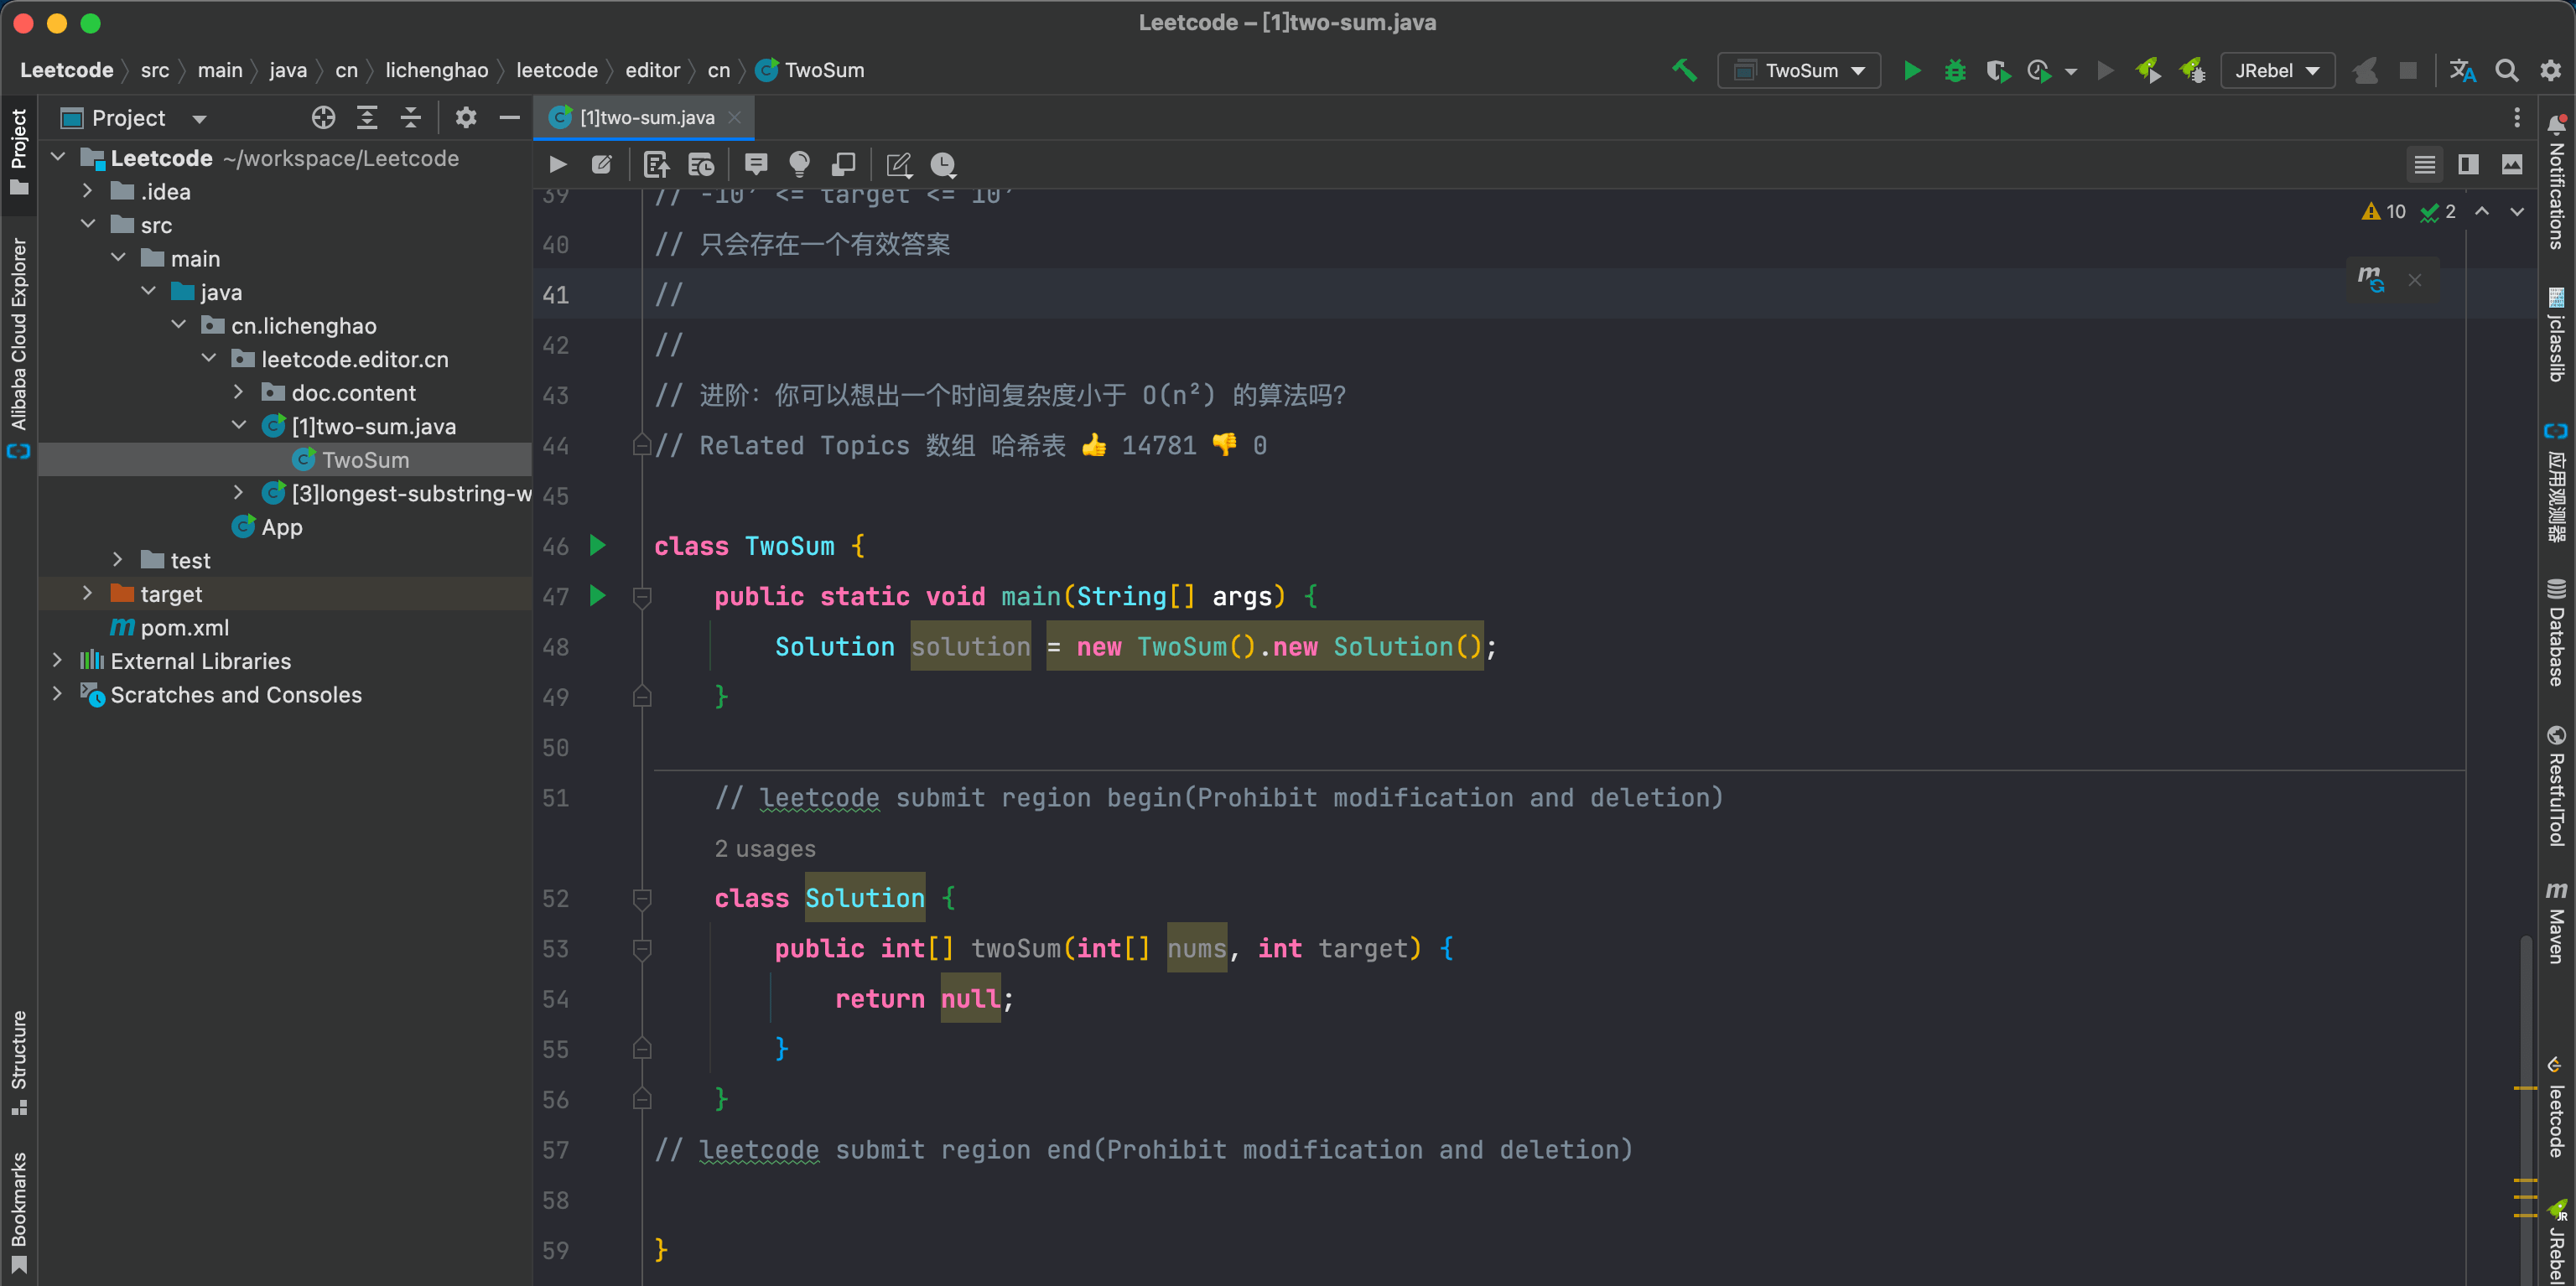 Leetcode – [1]two-sum.java
Leetcode src main java cn lichenghao leetcode editor cn TwoSum
TwoSum
JRebel
Project
[1]two-sum.java
Project
Alibaba Cloud Explorer
Structure
Bookmarks
Leetcode ~/workspace/Leetcode
.idea
src
main
java
cn.lichenghao
leetcode.editor.cn
doc.content
[1]two-sum.java
TwoSum
[3]longest-substring-w
App
test
target
pom.xml
External Libraries
Scratches and Consoles
10 2
39 // -10⁹ <= target <= 10⁹
40 // 只会存在一个有效答案
41 //
42 //
43 // 进阶：你可以想出一个时间复杂度小于 O(n²) 的算法吗？
44 // Related Topics 数组 哈希表 👍 14781 👎 0
45
46 class TwoSum {
47 public static void main(String[] args) {
48 Solution solution = new TwoSum().new Solution();
49 }
50
51 // leetcode submit region begin(Prohibit modification and deletion)
2 usages
52 class Solution {
53 public int[] twoSum(int[] nums, int target) {
54 return null;
55 }
56 }
57 // leetcode submit region end(Prohibit modification and deletion)
58
59 }
Notifications
jclasslib
应用观测器
Database
RestfulTool
Maven
leetcode
JRebel